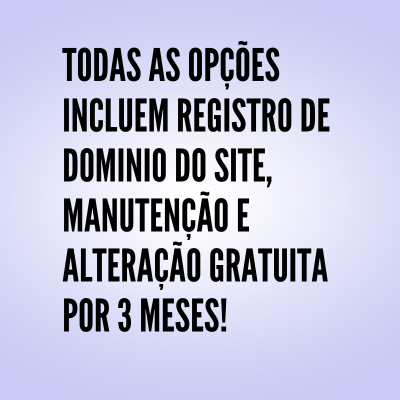 TODAS AS OPÇÕES
INCLUEM REGISTRO DE
DOMINIO DO SITE,
MANUTENÇÃO E
ALTERAÇÃO GRATUITA
POR 3 MESES!